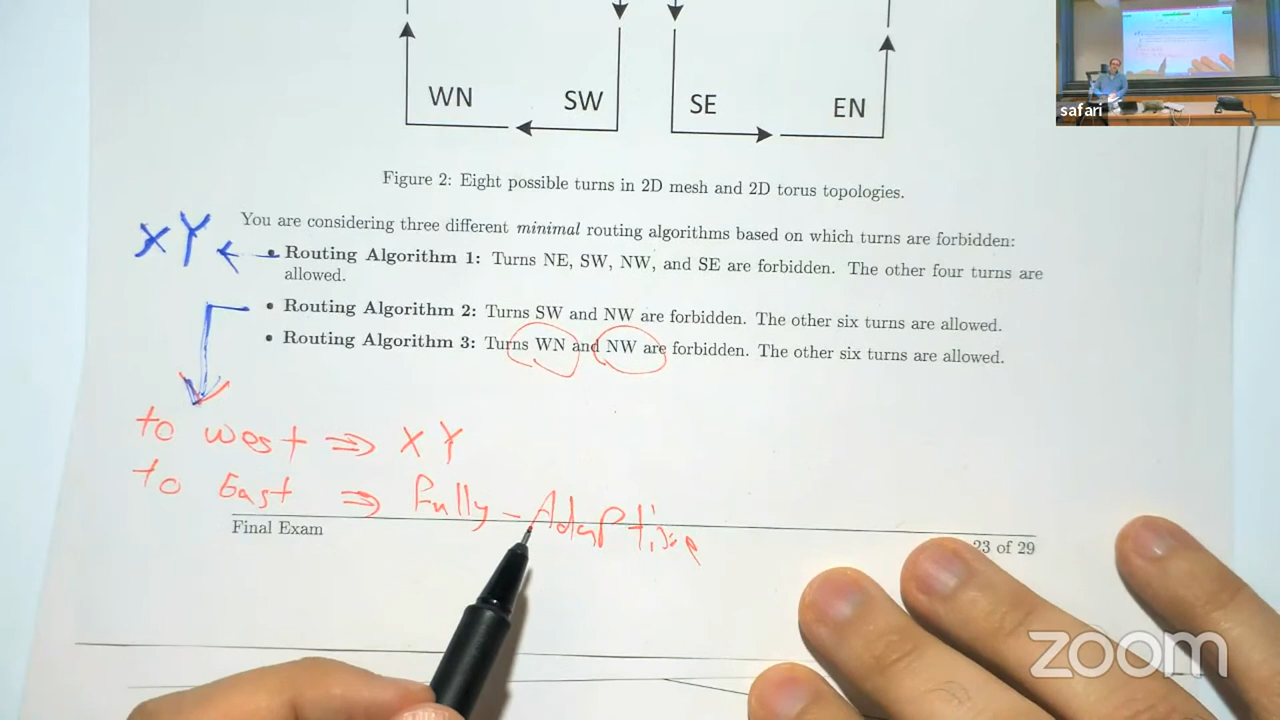 WN SW SE EN
safari
Figure 2: Eight possible turns in 2D mesh and 2D torus topologies.
XY
You are considering three different minimal routing algorithms based on which turns are forbidden:
• Routing Algorithm 1: Turns NE, SW, NW, and SE are forbidden. The other four turns are
allowed.
• Routing Algorithm 2: Turns SW and NW are forbidden. The other six turns are allowed.
• Routing Algorithm 3: Turns WN and NW are forbidden. The other six turns are allowed.
to west ⇒ XY
to East ⇒ Fully-Adaptive
Final Exam 23 of 29
zoom